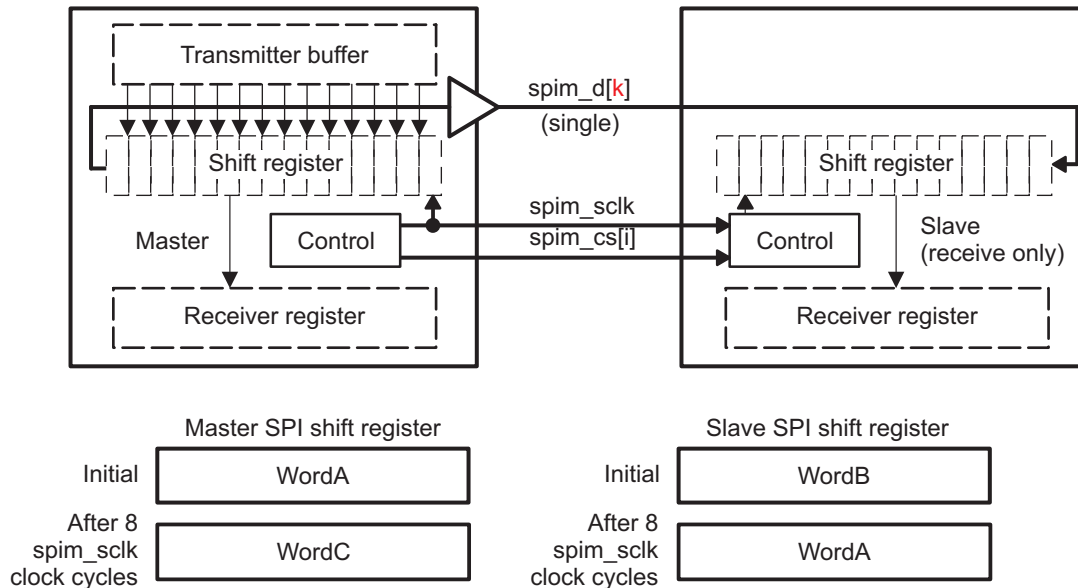 Transmitter buffer
spim_d[k]
(single)
Shift register
Shift register
spim_sclk
Master
Control
spim_cs[i]
Control
Slave
(receive only)
Receiver register
Receiver register
Master SPI shift register
Slave SPI shift register
Initial
WordA
WordB
After 8
spim_sclk
clock cycles
WordC
After 8
spim_sclk
clock cycles
WordA